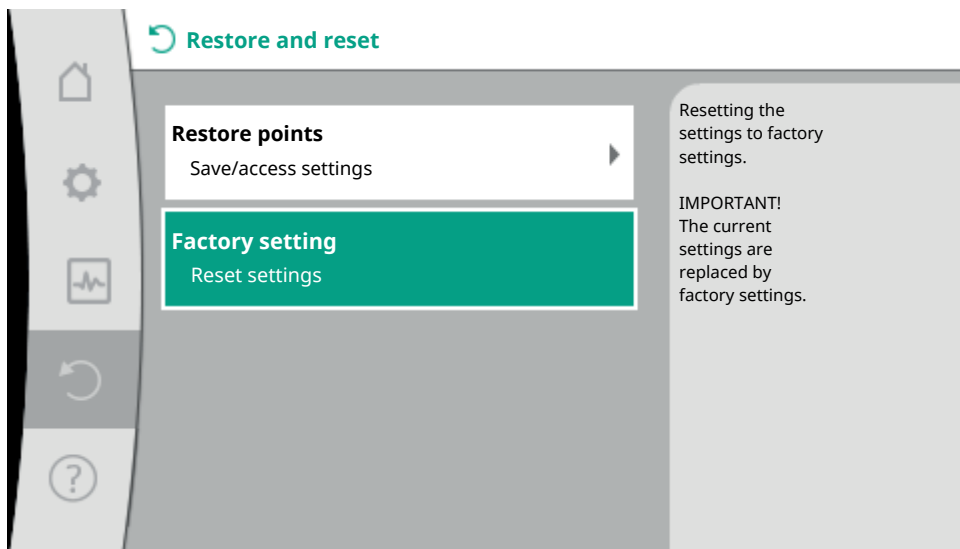 Restore and reset
Restore points
Save/access settings
Factory setting
Reset settings
Resetting the
settings to factory
settings.
IMPORTANT!
The current
settings are
replaced by
factory settings.
?